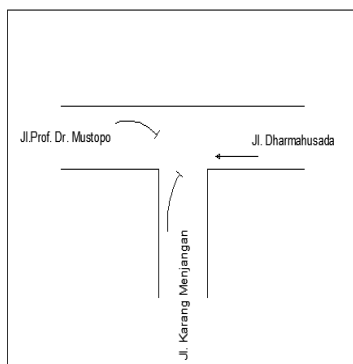 Jl.Prof. Dr. Mustopo
Jl. Dharmahusada
Jl. Karang Menjangan